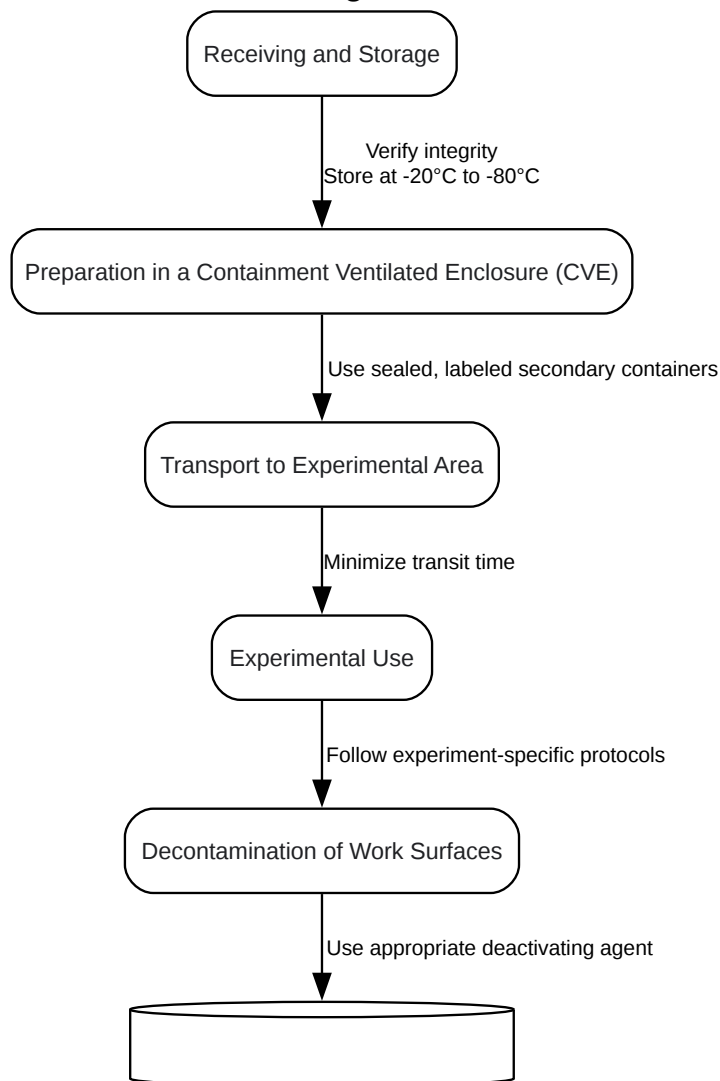 Receiving and Storage
Verify integrity
Store at -20°C to -80°C
Preparation in a Containment Ventilated Enclosure (CVE)
Use sealed, labeled secondary containers
Transport to Experimental Area
Minimize transit time
Experimental Use
Follow experiment-specific protocols
Decontamination of Work Surfaces
Use appropriate deactivating agent